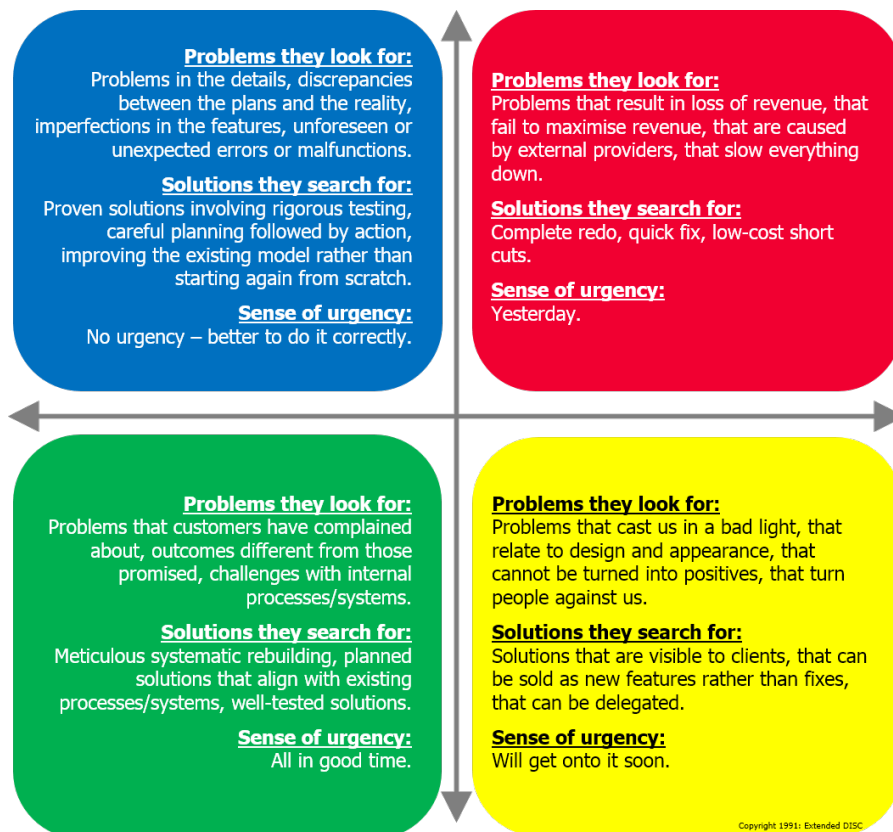 Problems they look for:
Problems in the details, discrepancies
between the plans and the reality,
imperfections in the features, unforeseen or
unexpected errors or malfunctions.
Solutions they search for:
Proven solutions involving rigorous testing,
careful planning followed by action,
improving the existing model rather than
starting again from scratch.
Sense of urgency:
No urgency – better to do it correctly.
Problems they look for:
Problems that result in loss of revenue, that
fail to maximise revenue, that are caused
by external providers, that slow everything
down.
Solutions they search for:
Complete redo, quick fix, low-cost short
cuts.
Sense of urgency:
Yesterday.
Problems they look for:
Problems that customers have complained
about, outcomes different from those
promised, challenges with internal
processes/systems.
Solutions they search for:
Meticulous systematic rebuilding, planned
solutions that align with existing
processes/systems, well-tested solutions.
Sense of urgency:
All in good time.
Problems they look for:
Problems that cast us in a bad light, that
relate to design and appearance, that
cannot be turned into positives, that turn
people against us.
Solutions they search for:
Solutions that are visible to clients, that can
be sold as new features rather than fixes,
that can be delegated.
Sense of urgency:
Will get onto it soon.
Copyright 1991: Extended DISC